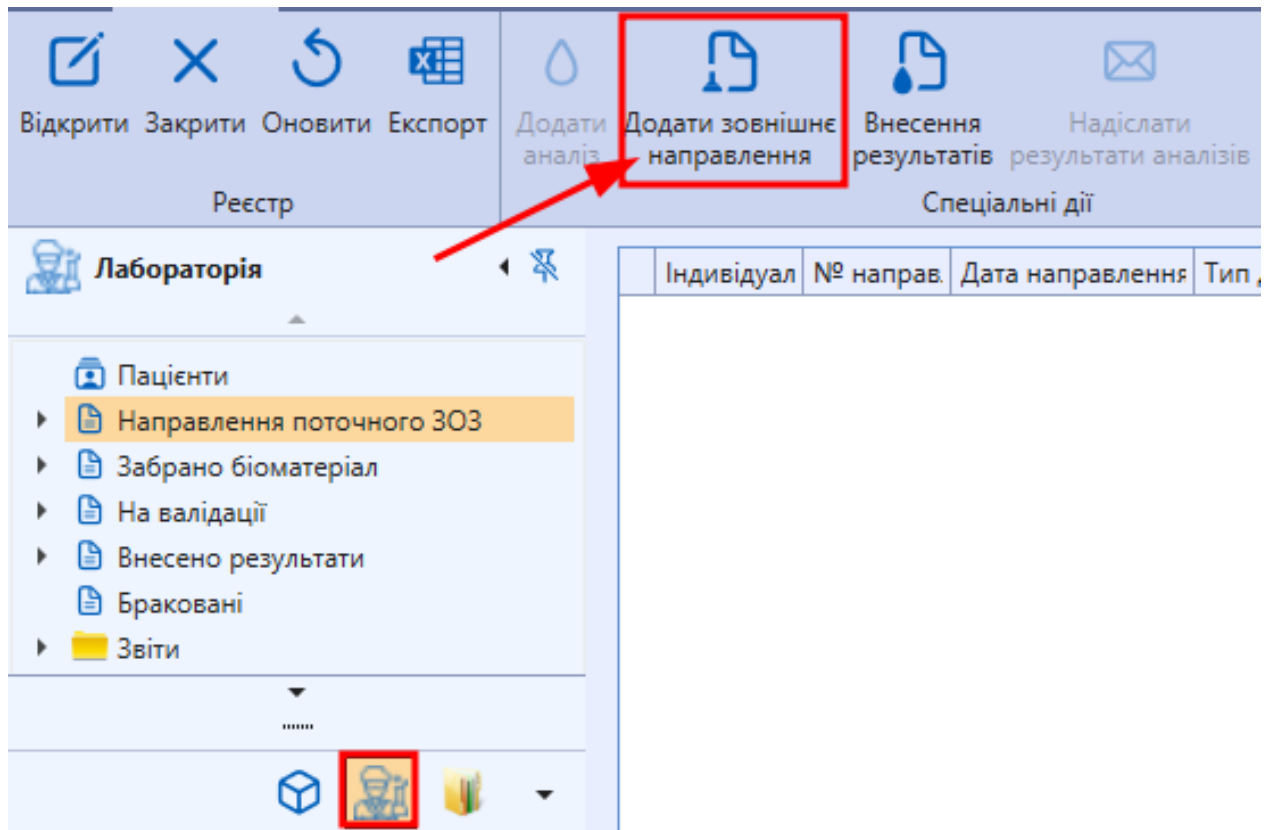 Відкрити Закрити Оновити Експорт Додати Додати зовнішнє Внесення Надіслати
аналіз направлення результатів результати аналізів
Реєстр Спеціальні дії
Лабораторія
Індивідуал № направ. Дата направлення Тип
Пацієнти
Направлення поточного ЗОЗ
Забрано біоматеріал
На валідації
Внесено результати
Браковані
Звіти